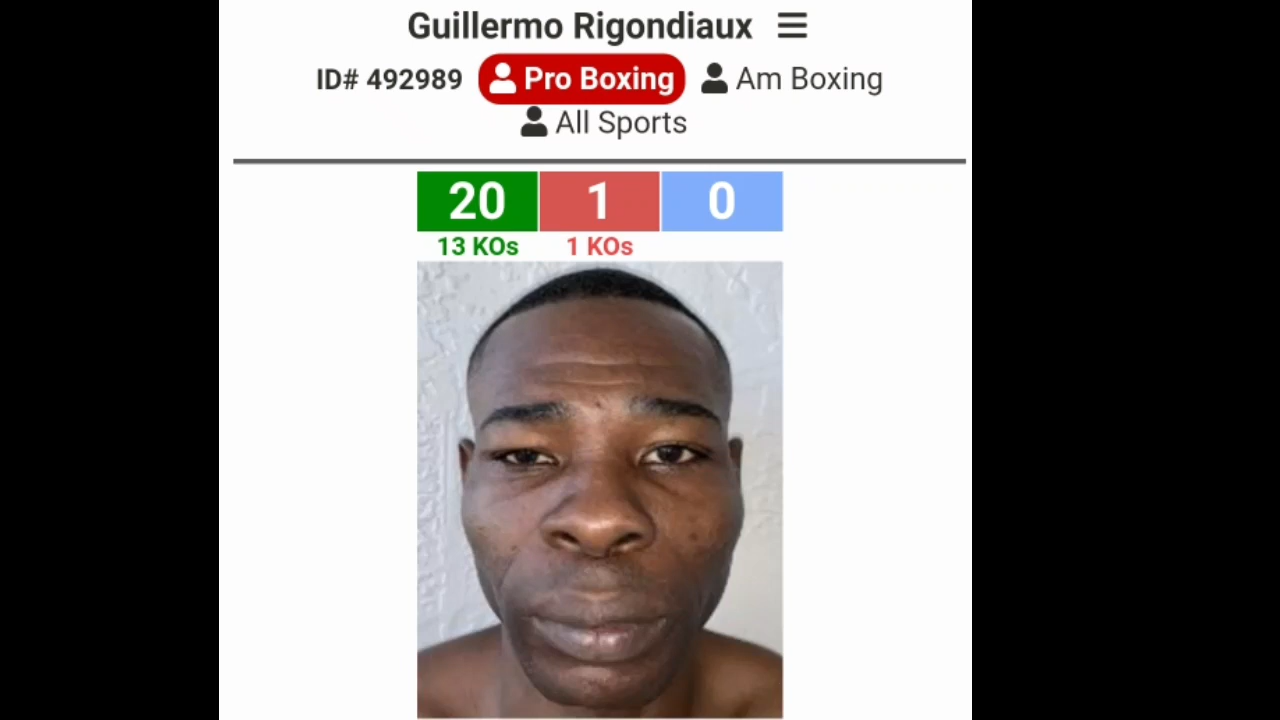 Guillermo Rigondiaux
ID# 492989 Pro Boxing Am Boxing
All Sports
20 1 0
13 KOs 1 KOs